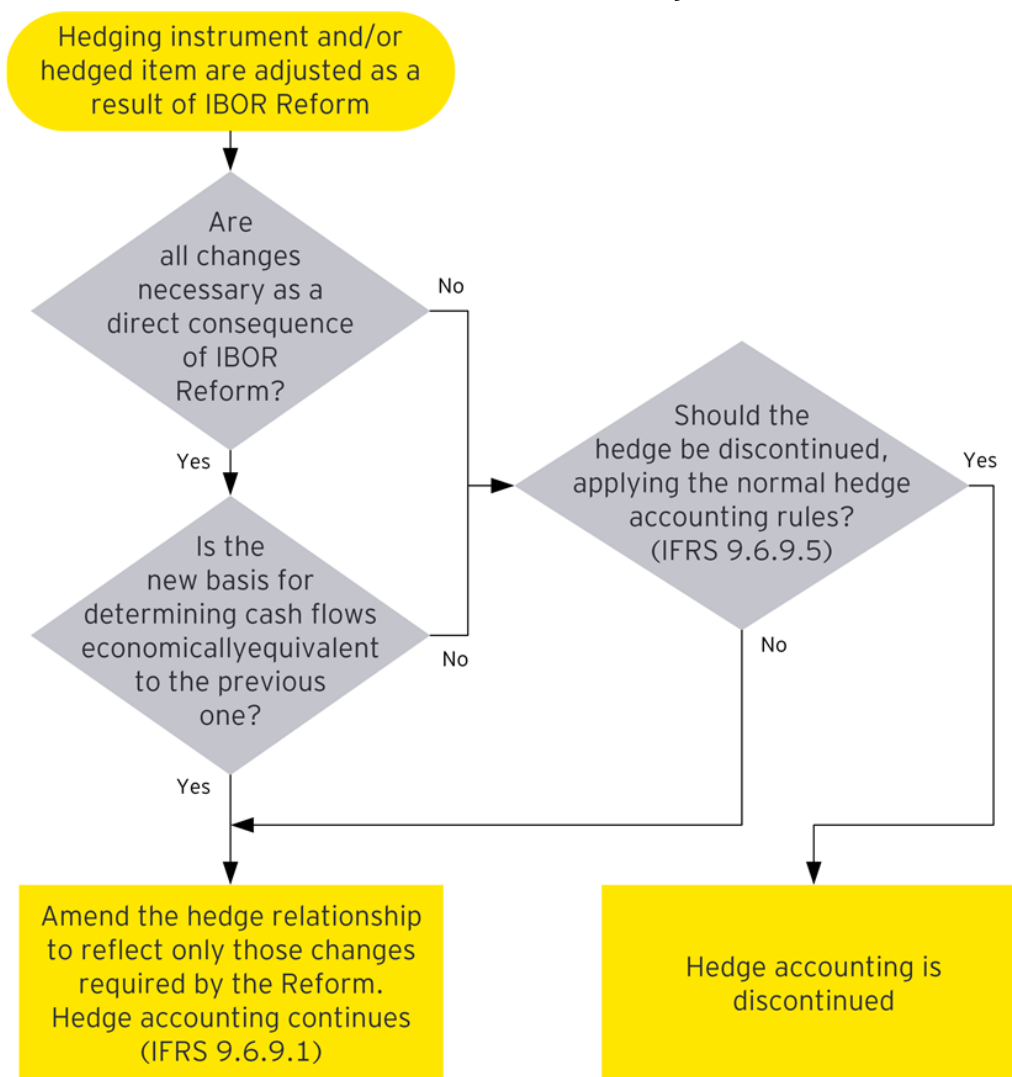 Hedging instrument and/or
hedged item are adjusted as a
result of IBOR Reform
Are
all changes
necessary as a
direct consequence
of IBOR
Reform?
No
Yes
Should the
hedge be discontinued,
applying the normal hedge
accounting rules?
(IFRS 9.6.9.5)
Yes
No
Is the
new basis for
determining cash flows
economicallyequivalent
to the previous
one?
No
Yes
Amend the hedge relationship
to reflect only those changes
required by the Reform.
Hedge accounting continues
(IFRS 9.6.9.1)
Hedge accounting is
discontinued